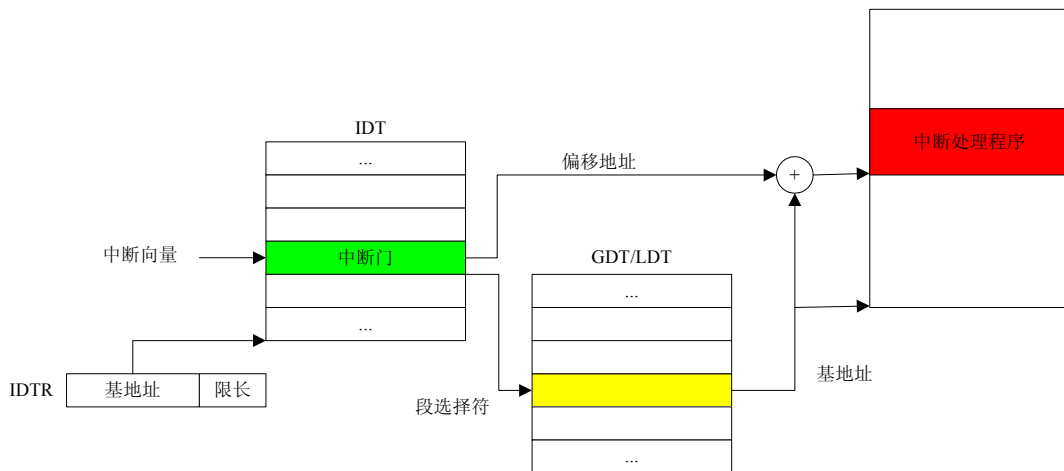 IDT
...
中断处理程序
偏移地址
+
中断向量
中断门
GDT/LDT
...
...
IDTR
基地址
限长
基地址
段选择符
...